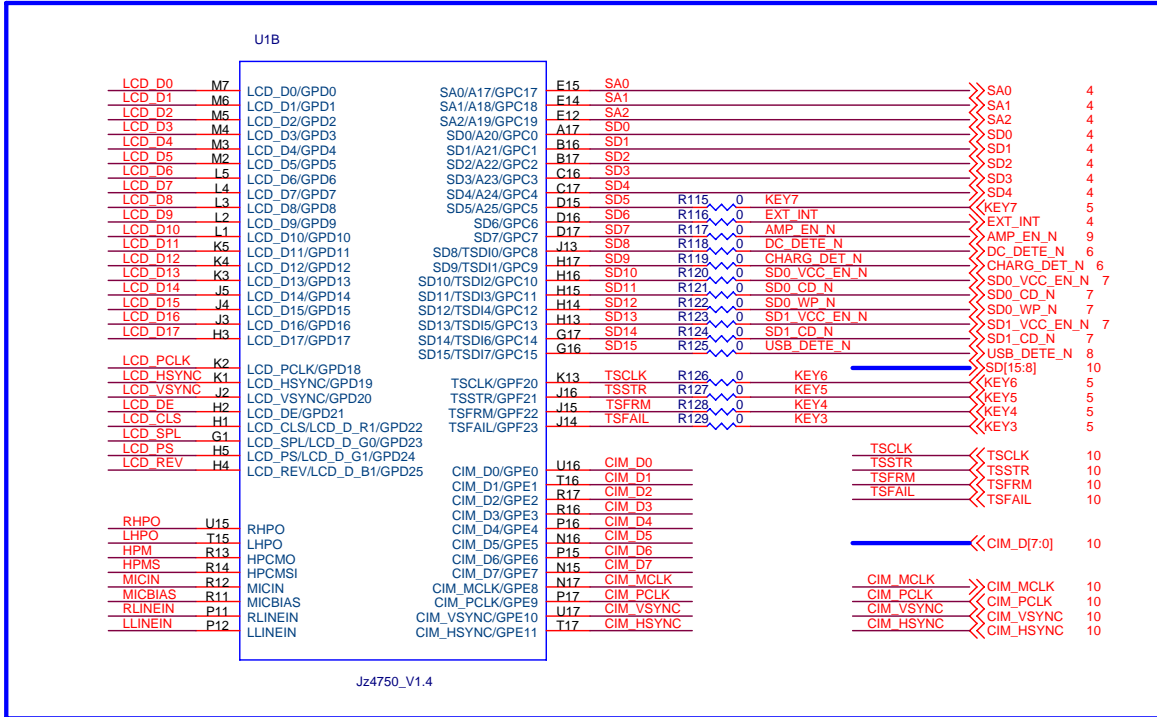 U1B
LCD_D0 M7 LCD_D0/GPD0 SA0/A17/GPC17 E15 SA0 SA0 4
LCD_D1 M6 LCD_D1/GPD1 SA1/A18/GPC18 E14 SA1 SA1 4
LCD_D2 M5 LCD_D2/GPD2 SA2/A19/GPC19 E12 SA2 SA2 4
LCD_D3 M4 LCD_D3/GPD3 SD0/A20/GPC0 A17 SD0 SD0 4
LCD_D4 M3 LCD_D4/GPD4 SD1/A21/GPC1 B16 SD1 SD1 4
LCD_D5 M2 LCD_D5/GPD5 SD2/A22/GPC2 B17 SD2 SD2 4
LCD_D6 L5 LCD_D6/GPD6 SD3/A23/GPC3 C16 SD3 SD3 4
LCD_D7 L4 LCD_D7/GPD7 SD4/A24/GPC4 C17 SD4 SD4 4
LCD_D8 L3 LCD_D8/GPD8 SD5/A25/GPC5 D15 SD5 R115 0 KEY7 KEY7 5
LCD_D9 L2 LCD_D9/GPD9 SD6/GPC6 D16 SD6 R116 0 EXT_INT EXT_INT 4
LCD_D10 L1 LCD_D10/GPD10 SD7/GPC7 D17 SD7 R117 0 AMP_EN_N AMP_EN_N 9
LCD_D11 K5 LCD_D11/GPD11 SD8/TSDI0/GPC8 J13 SD8 R118 0 DC_DETE_N DC_DETE_N 6
LCD_D12 K4 LCD_D12/GPD12 SD9/TSDI1/GPC9 H17 SD9 R119 0 CHARG_DET_N CHARG_DET_N 6
LCD_D13 K3 LCD_D13/GPD13 SD10/TSDI2/GPC10 H16 SD10 R120 0 SD0_VCC_EN_N SD0_VCC_EN_N 7
LCD_D14 J5 LCD_D14/GPD14 SD11/TSDI3/GPC11 H15 SD11 R121 0 SD0_CD_N SD0_CD_N 7
LCD_D15 J4 LCD_D15/GPD15 SD12/TSDI4/GPC12 H14 SD12 R122 0 SD0_WP_N SD0_WP_N 7
LCD_D16 J3 LCD_D16/GPD16 SD13/TSDI5/GPC13 H13 SD13 R123 0 SD1_VCC_EN_N SD1_VCC_EN_N 7
LCD_D17 H3 LCD_D17/GPD17 SD14/TSDI6/GPC14 G17 SD14 R124 0 SD1_CD_N SD1_CD_N 7
SD15/TSDI7/GPC15 G16 SD15 R125 0 USB_DETE_N USB_DETE_N 8
LCD_PCLK K2 LCD_PCLK/GPD18 SD[15:8] 10
LCD_HSYNC K1 LCD_HSYNC/GPD19 TSCLK/GPF20 K13 TSCLK R126 0 KEY6 KEY6 5
LCD_VSYNC J2 LCD_VSYNC/GPD20 TSSTR/GPF21 J16 TSSTR R127 0 KEY5 KEY5 5
LCD_DE H2 LCD_DE/GPD21 TSFRM/GPF22 J15 TSFRM R128 0 KEY4 KEY4 5
LCD_CLS H1 LCD_CLS/LCD_D_R1/GPD22 TSFAIL/GPF23 J14 TSFAIL R129 0 KEY3 KEY3 5
LCD_SPL G1 LCD_SPL/LCD_D_G0/GPD23
LCD_PS H5 LCD_PS/LCD_D_G1/GPD24 TSCLK TSCLK 10
LCD_REV H4 LCD_REV/LCD_D_B1/GPD25 CIM_D0/GPE0 U16 CIM_D0 TSSTR TSSTR 10
CIM_D1/GPE1 T16 CIM_D1 TSFRM TSFRM 10
CIM_D2/GPE2 R17 CIM_D2 TSFAIL TSFAIL 10
CIM_D3/GPE3 R16 CIM_D3
RHPO U15 RHPO CIM_D4/GPE4 P16 CIM_D4
LHPO T15 LHPO CIM_D5/GPE5 N16 CIM_D5 CIM_D[7:0] 10
HPM R13 HPCMO CIM_D6/GPE6 P15 CIM_D6
HPMS R14 HPCMSI CIM_D7/GPE7 N15 CIM_D7
MICIN R12 MICIN CIM_MCLK/GPE8 N17 CIM_MCLK CIM_MCLK CIM_MCLK 10
MICBIAS R11 MICBIAS CIM_PCLK/GPE9 P17 CIM_PCLK CIM_PCLK CIM_PCLK 10
RLINEIN P11 RLINEIN CIM_VSYNC/GPE10 U17 CIM_VSYNC CIM_VSYNC CIM_VSYNC 10
LLINEIN P12 LLINEIN CIM_HSYNC/GPE11 T17 CIM_HSYNC CIM_HSYNC CIM_HSYNC 10
Jz4750_V1.4